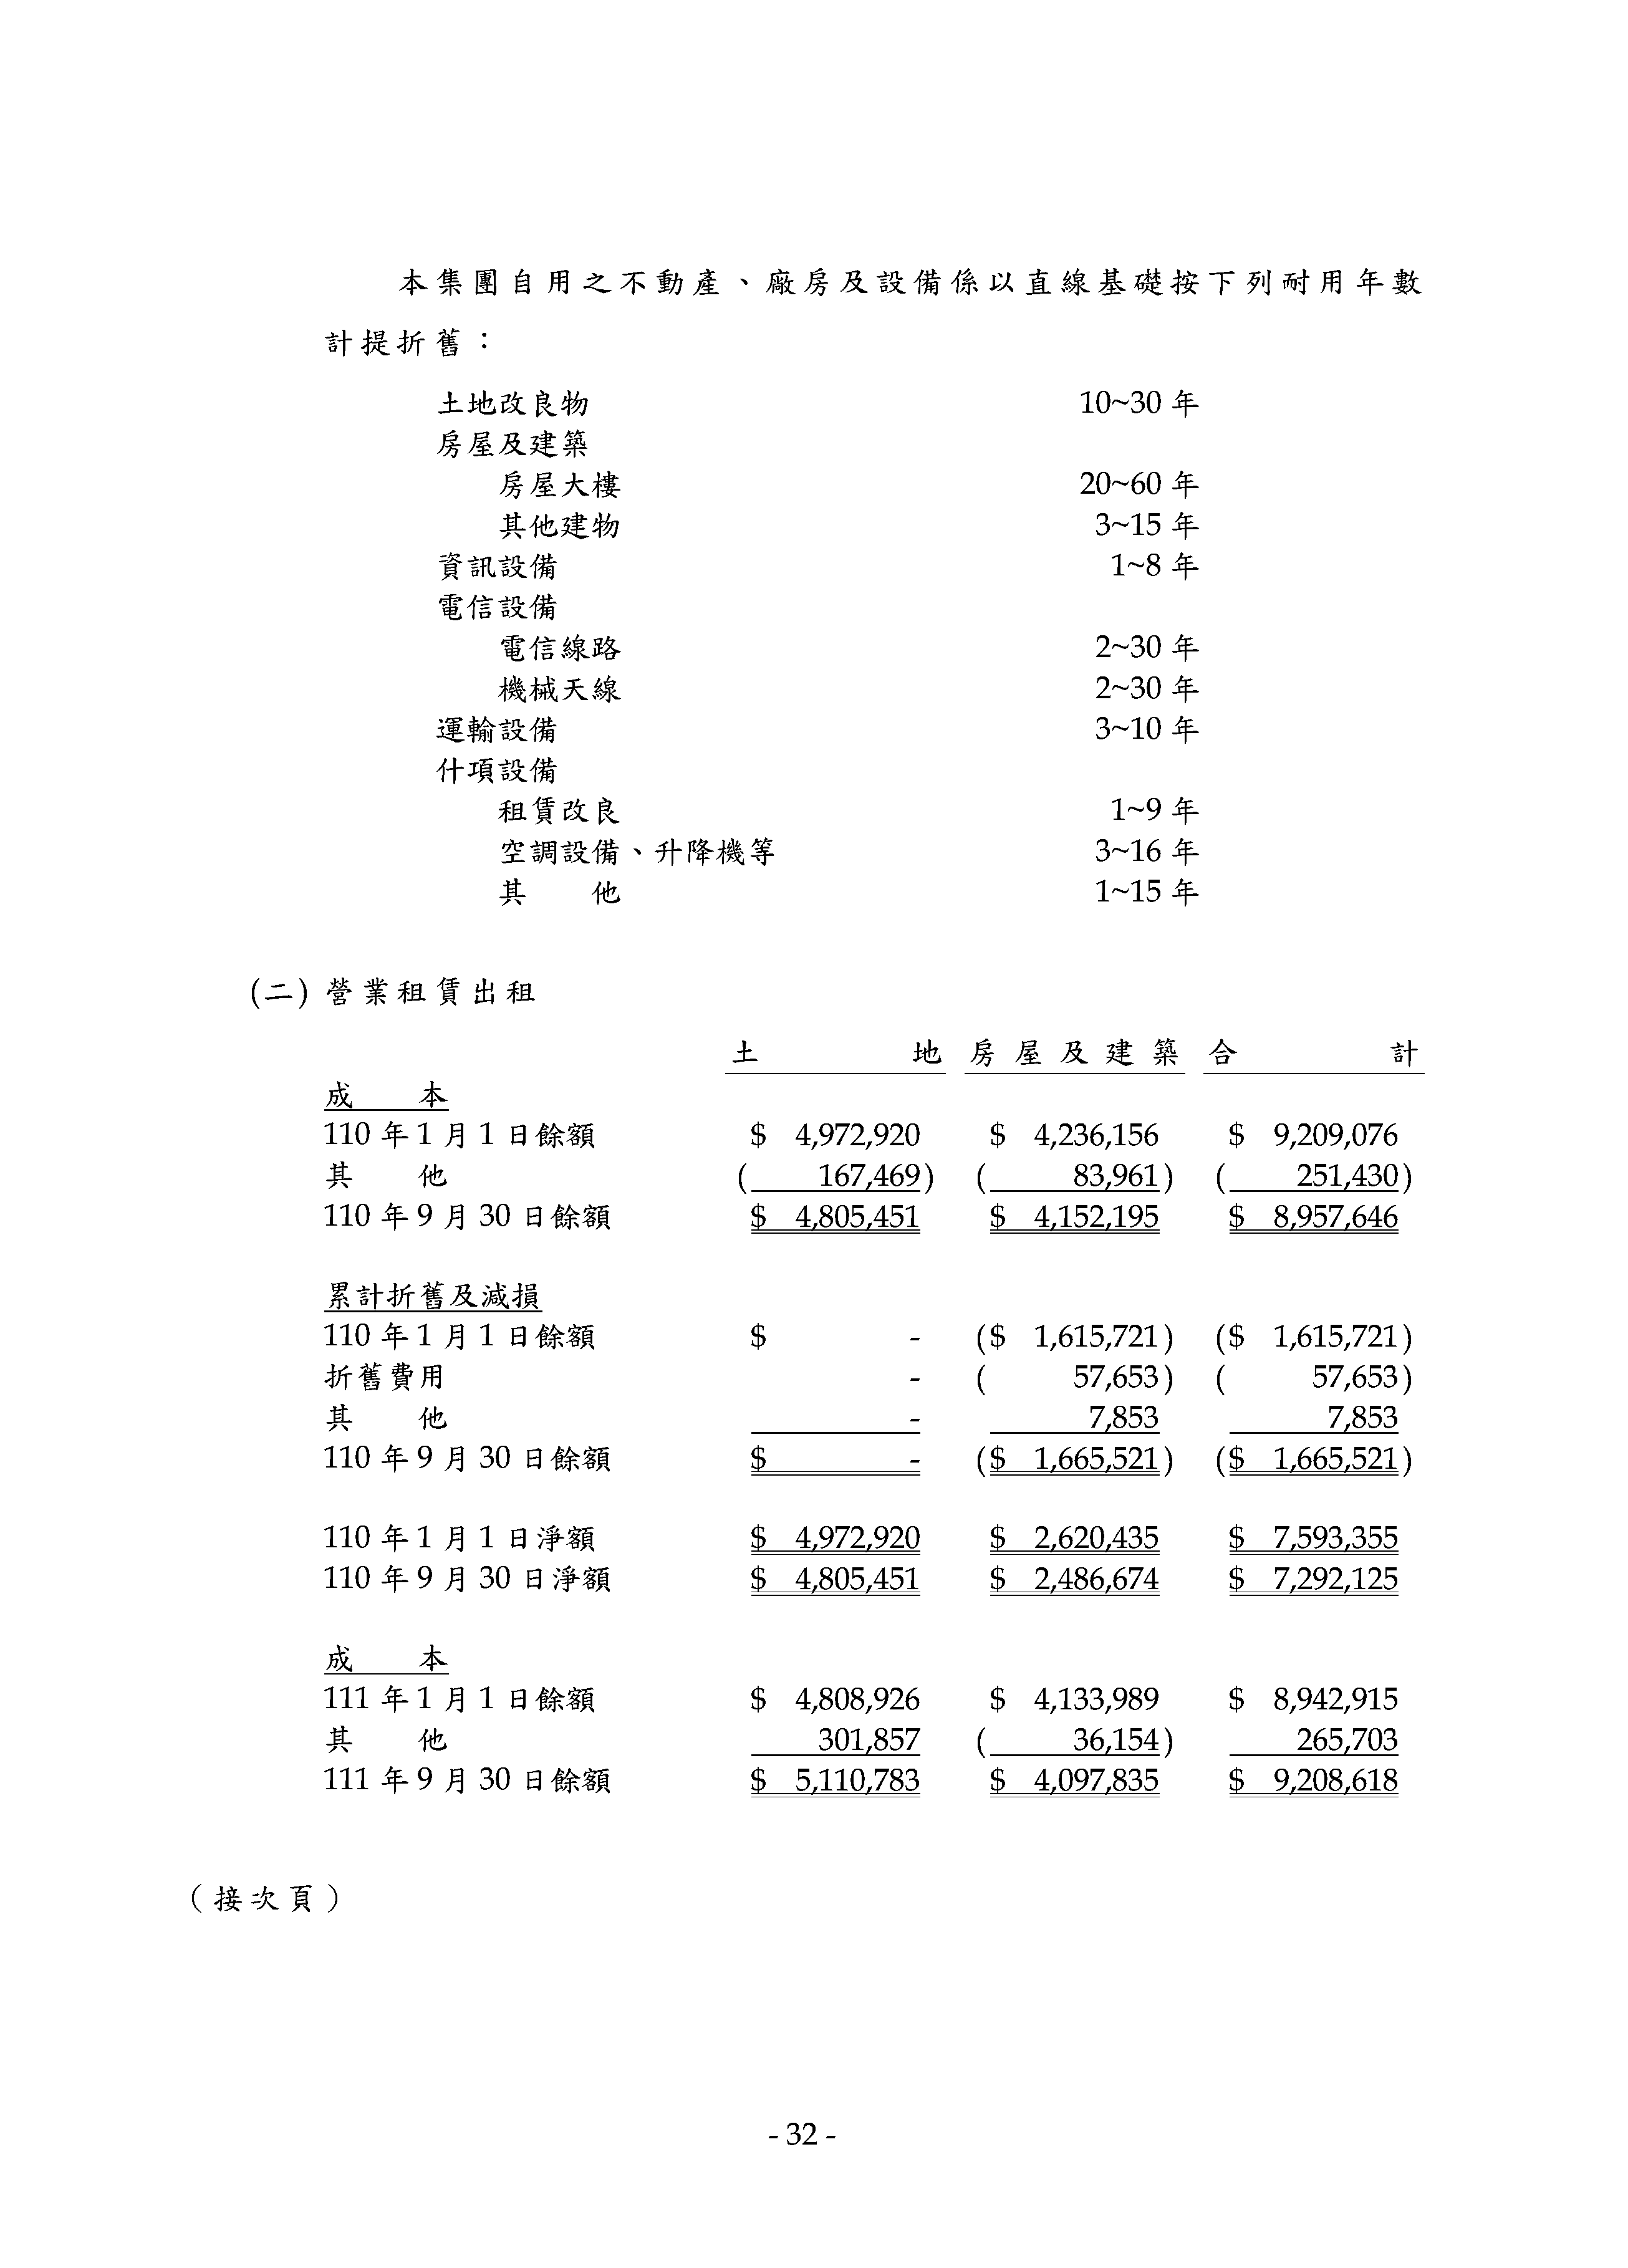 本集團自用之不動產、廠房及設備係以直線基礎按下列耐用年數
計提折舊：
土地改良物 10~30 年
房屋及建築
房屋大樓 20~60 年
其他建物 3~15 年
資訊設備 1~8 年
電信設備
電信線路 2~30 年
機械天線 2~30 年
運輸設備 3~10 年
什項設備
租賃改良 1~9 年
空調設備、升降機等 3~16 年
其　　他 1~15 年
(二) 營業租賃出租
土　　地 房屋及建築 合　　計
成　　本
110 年 1 月 1 日餘額 $ 4,972,920 $ 4,236,156 $ 9,209,076
其　　他 ( 167,469) ( 83,961) ( 251,430)
110 年 9 月 30 日餘額 $ 4,805,451 $ 4,152,195 $ 8,957,646
累計折舊及減損
110 年 1 月 1 日餘額 $ - ($ 1,615,721) ($ 1,615,721)
折舊費用 - ( 57,653) ( 57,653)
其　　他 - 7,853 7,853
110 年 9 月 30 日餘額 $ - ($ 1,665,521) ($ 1,665,521)
110 年 1 月 1 日淨額 $ 4,972,920 $ 2,620,435 $ 7,593,355
110 年 9 月 30 日淨額 $ 4,805,451 $ 2,486,674 $ 7,292,125
成　　本
111 年 1 月 1 日餘額 $ 4,808,926 $ 4,133,989 $ 8,942,915
其　　他 301,857 ( 36,154) 265,703
111 年 9 月 30 日餘額 $ 5,110,783 $ 4,097,835 $ 9,208,618
（接次頁）
- 32 -